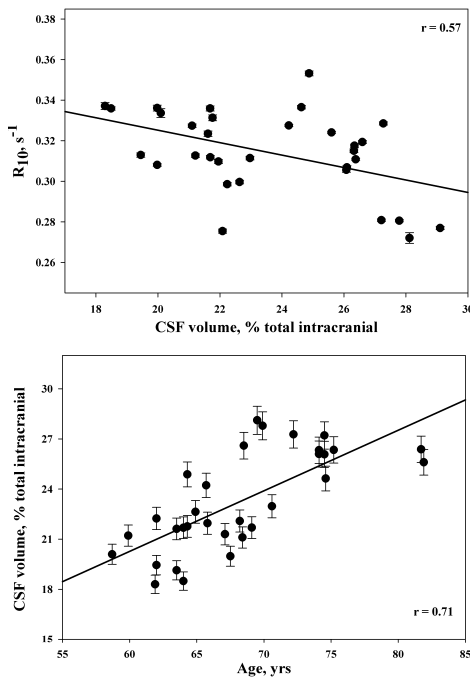 r = 0.57
R10, s-1
0.38
0.36
0.34
0.32
0.30
0.28
0.26
18 20 22 24 26 28 30
CSF volume, % total intracranial
CSF volume, % total intracranial
30
27
24
21
18
15
r = 0.71
55 60 65 70 75 80 85
Age, yrs